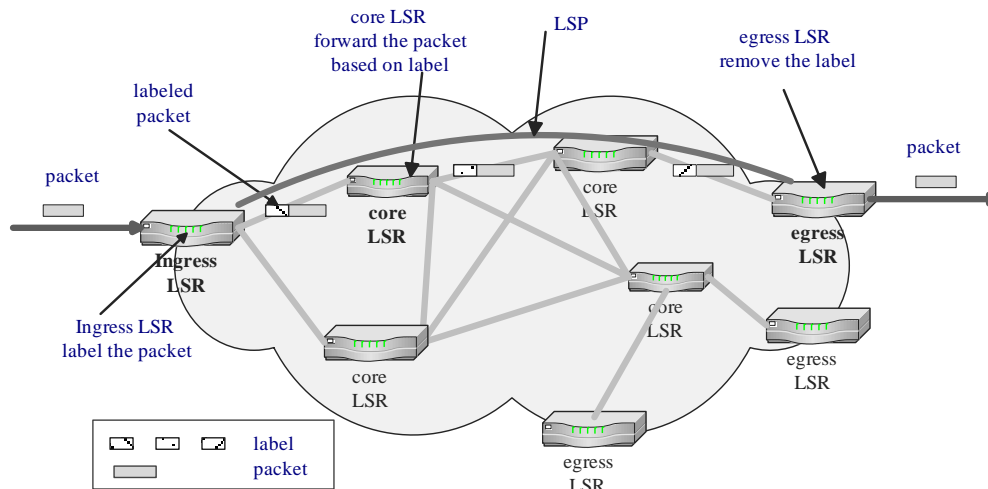 core LSR
forward the packet
based on label
LSP
egress LSR
remove the label
labeled
packet
packet
packet
core
LSR
core
LSR
egress
LSR
Ingress
LSR
core
LSR
Ingress LSR
label the packet
core
LSR
egress
LSR
label
packet
egress
LSR